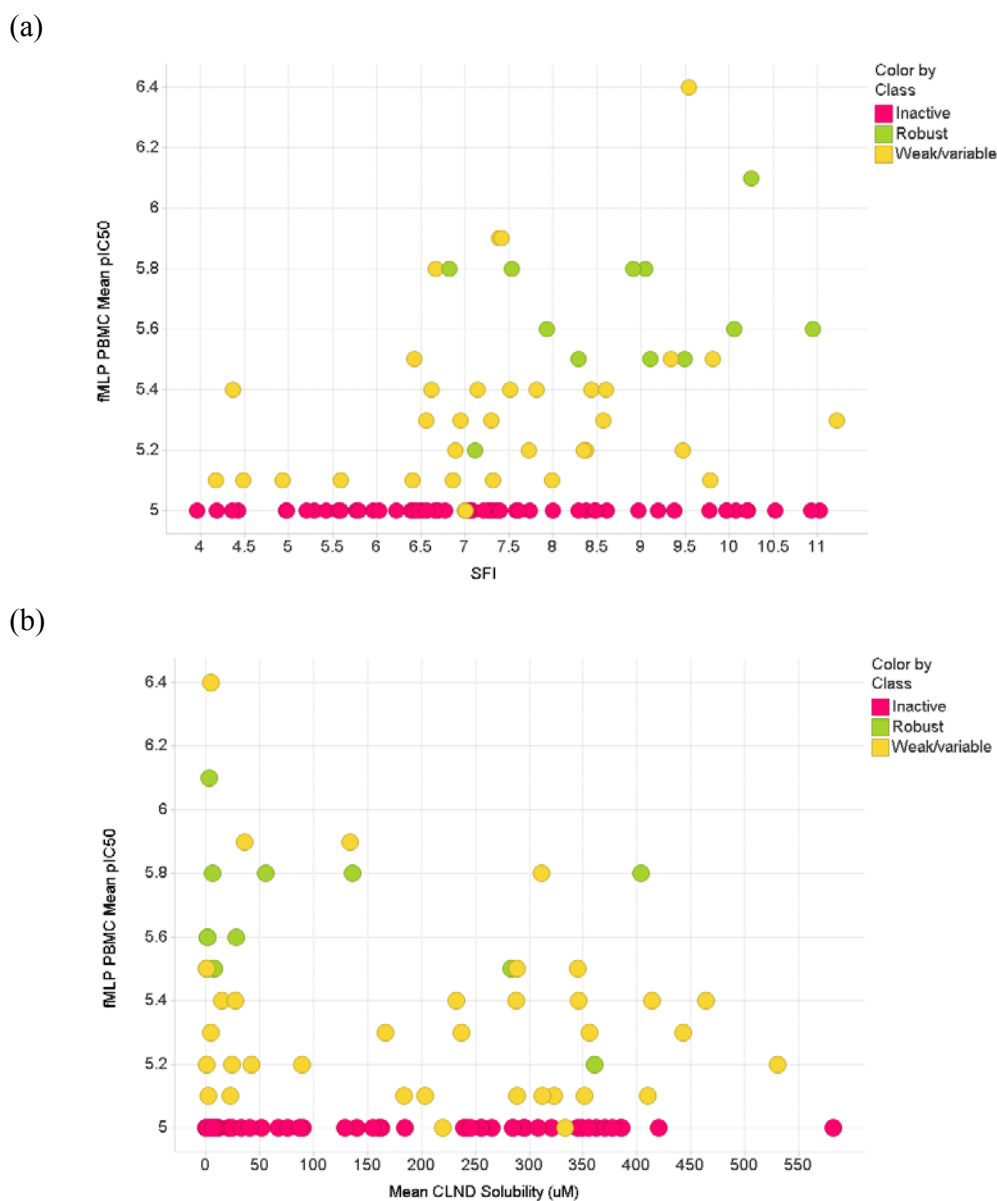 (a)
Color by
Class
Inactive
Robust
Weak/variable
fMLP PBMC Mean pIC50
6.4
6.2
6
5.8
5.6
5.4
5.2
5
4 4.5 5 5.5 6 6.5 7 7.5 8 8.5 9 9.5 10 10.5 11
SFI
(b)
Color by
Class
Inactive
Robust
Weak/variable
fMLP PBMC Mean pIC50
6.4
6.2
6
5.8
5.6
5.4
5.2
5
0 50 100 150 200 250 300 350 400 450 500 550
Mean CLND Solubility (uM)